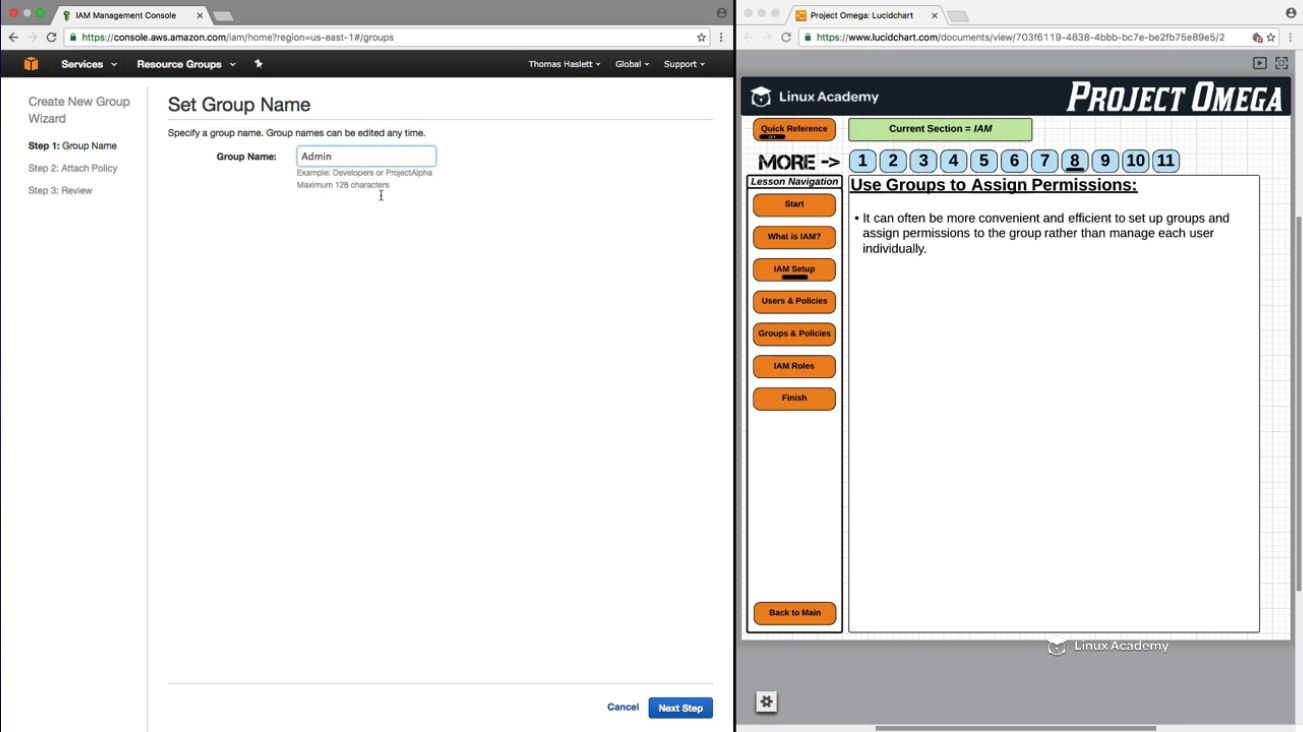 IAM Management Console
https://console.aws.amazon.com/iam/home?region=us-east-1#/groups
Services
Resource Groups
Thomas Haslett
Global
Support
Create New Group
Wizard
Step 1: Group Name
Step 2: Attach Policy
Step 3: Review
Set Group Name
Specify a group name. Group names can be edited any time.
Group Name:
Admin
Example: Developers or ProjectAlpha
Maximum 128 characters
Cancel
Next Step
Project Omega: Lucidchart
https://www.lucidchart.com/documents/view/703f6119-4838-4bbb-bc7e-be2fb75e89e5/2
Linux Academy
PROJECT OMEGA
Quick Reference
Current Section = IAM
MORE ->
1 2 3 4 5 6 7 8 9 10 11
Lesson Navigation
Start
What is IAM?
IAM Setup
Users & Policies
Groups & Policies
IAM Roles
Finish
Back to Main
Use Groups to Assign Permissions:
• It can often be more convenient and efficient to set up groups and
assign permissions to the group rather than manage each user
individually.
Linux Academy